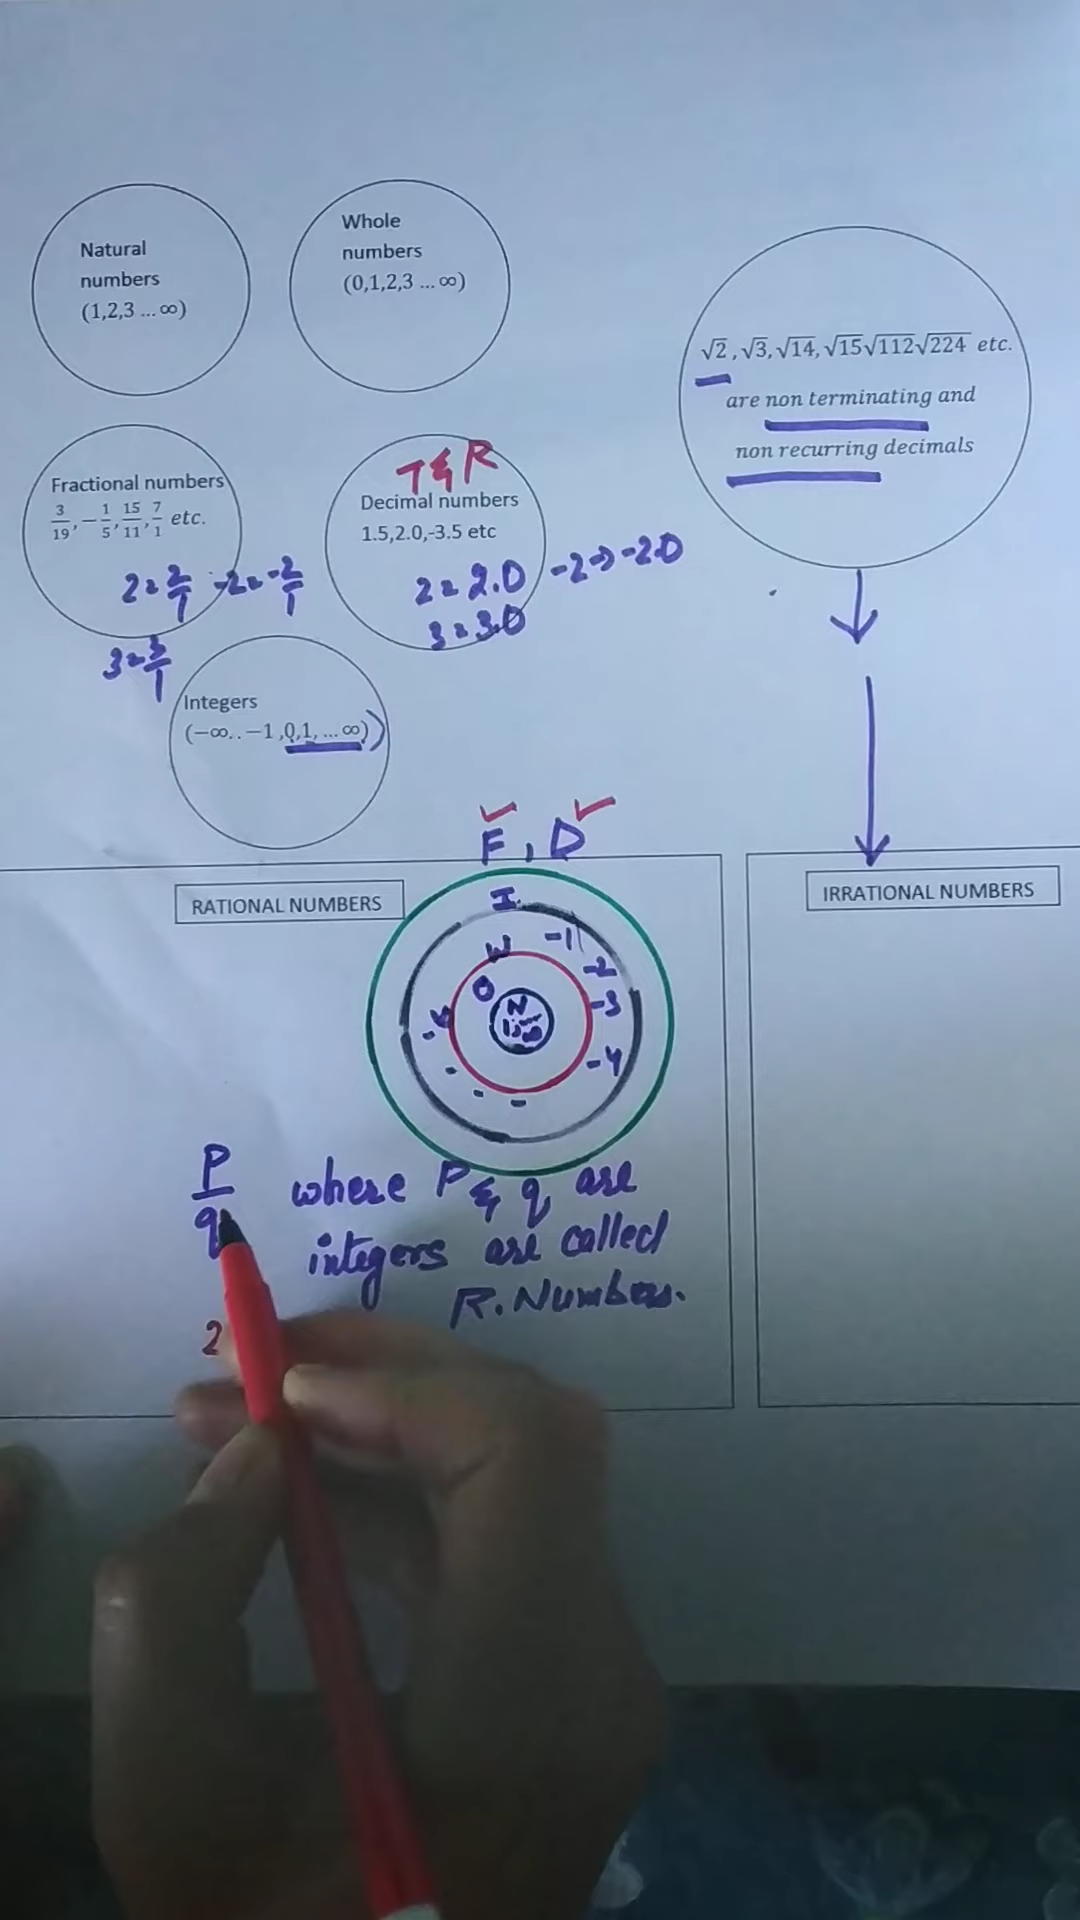 Natural
numbers
(1,2,3 … ∞)
Whole
numbers
(0,1,2,3 … ∞)
√2 , √3, √14, √15√112√224 etc.
are non terminating and
non recurring decimals
Fractional numbers
3/19, −1/5, 15/11, 7/1 etc.
2 = 2/1 -2 = -2/1
3 = 3/1
T & R
Decimal numbers
1.5,2.0,-3.5 etc
2 = 2.0 -2 → -2.0
3 = 3.0
Integers
(−∞. . −1 ,0,1, … ∞)
F , D
RATIONAL NUMBERS
IRRATIONAL NUMBERS
I
W -1
-2
0 N -3
-4
P/q where P & q are
integers are called
R. Numbers.
2